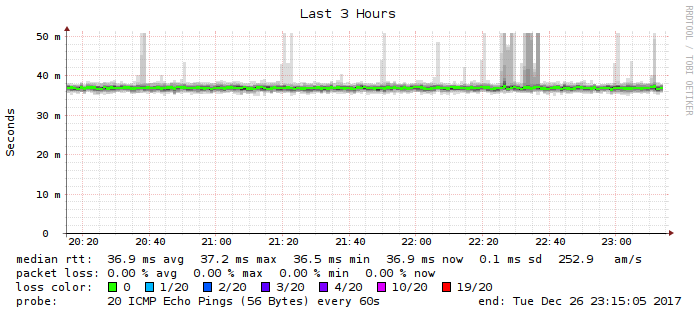 Last 3 Hours
RRDTOOL / TOBI OETIKER
Seconds
50 m
40 m
30 m
20 m
10 m
0
20:20 20:40 21:00 21:20 21:40 22:00 22:20 22:40 23:00
median rtt: 36.9 ms avg 37.2 ms max 36.5 ms min 36.9 ms now 0.1 ms sd 252.9 am/s
packet loss: 0.00 % avg 0.00 % max 0.00 % min 0.00 % now
loss color: 0 1/20 2/20 3/20 4/20 10/20 19/20
probe: 20 ICMP Echo Pings (56 Bytes) every 60s end: Tue Dec 26 23:15:05 2017